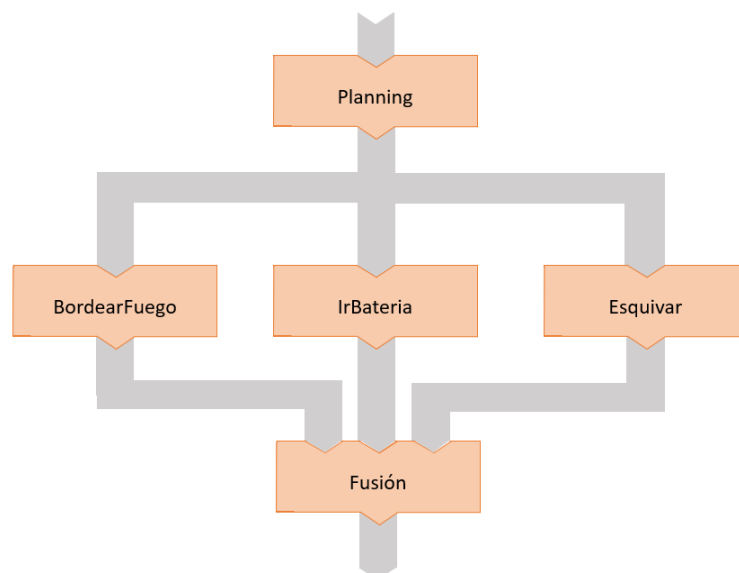 Planning
BordearFuego
IrBateria
Esquivar
Fusión